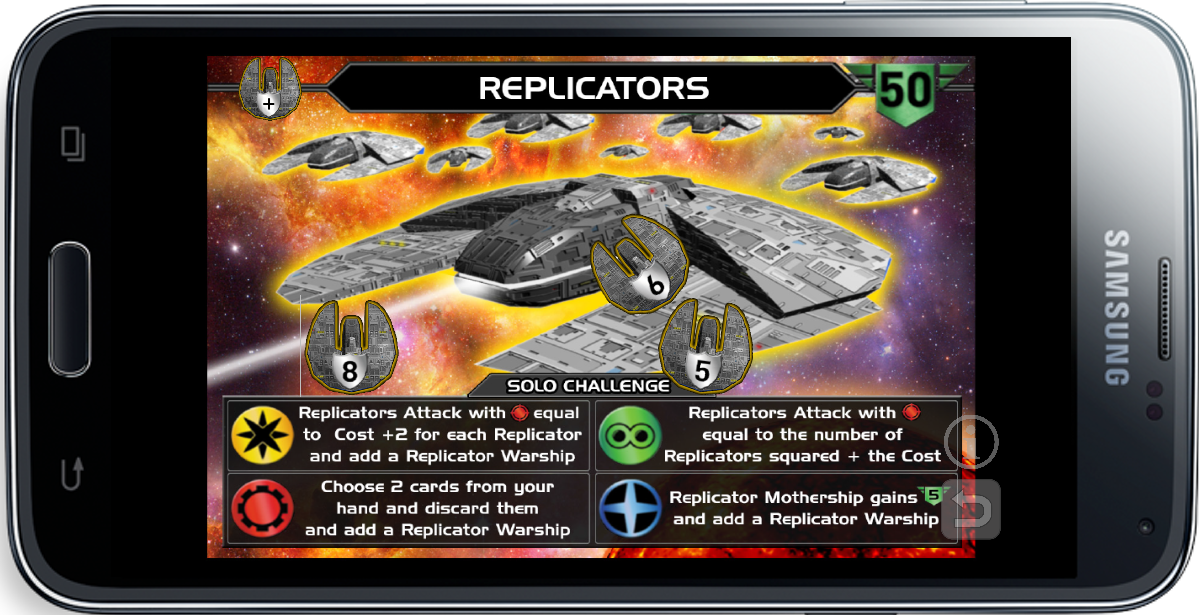 REPLICATORS
50
+
6
8
5
SOLO CHALLENGE
Replicators Attack with equal
to Cost +2 for each Replicator
and add a Replicator Warship
Replicators Attack with
equal to the number of
Replicators squared + the Cost
Choose 2 cards from your
hand and discard them
and add a Replicator Warship
Replicator Mothership gains 5
and add a Replicator Warship
SAMSUNG